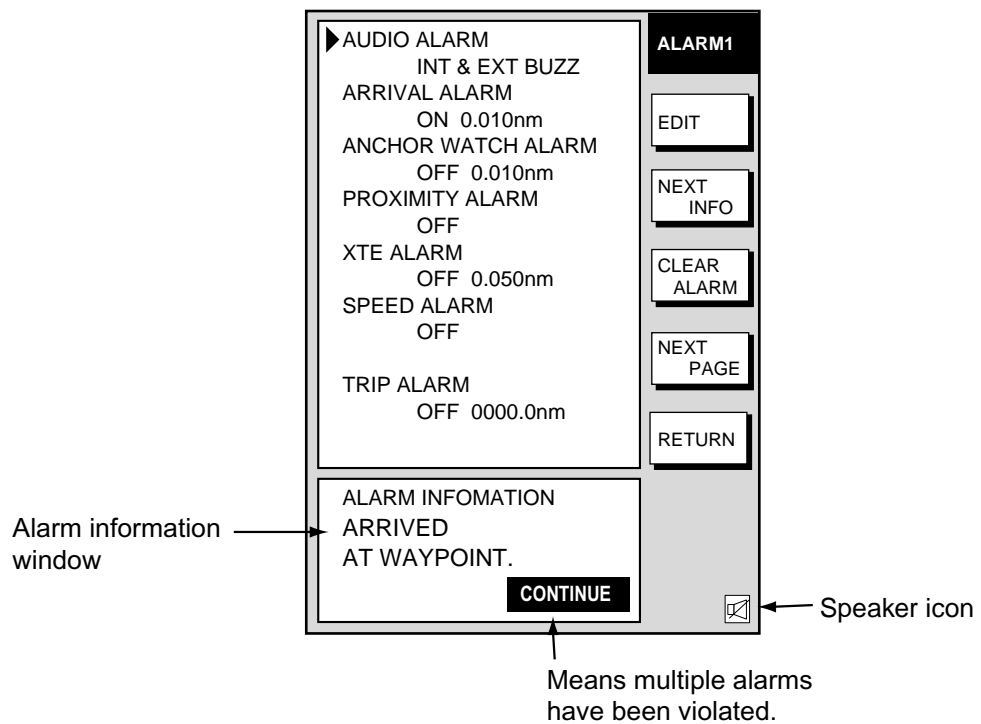 AUDIO ALARM
INT & EXT BUZZ
ARRIVAL ALARM
ON 0.010nm
ANCHOR WATCH ALARM
OFF 0.010nm
PROXIMITY ALARM
OFF
XTE ALARM
OFF 0.050nm
SPEED ALARM
OFF
TRIP ALARM
OFF 0000.0nm
ALARM1
EDIT
NEXT
INFO
CLEAR
ALARM
NEXT
PAGE
RETURN
ALARM INFOMATION
ARRIVED
AT WAYPOINT.
CONTINUE
Alarm information
window
Speaker icon
Means multiple alarms
have been violated.